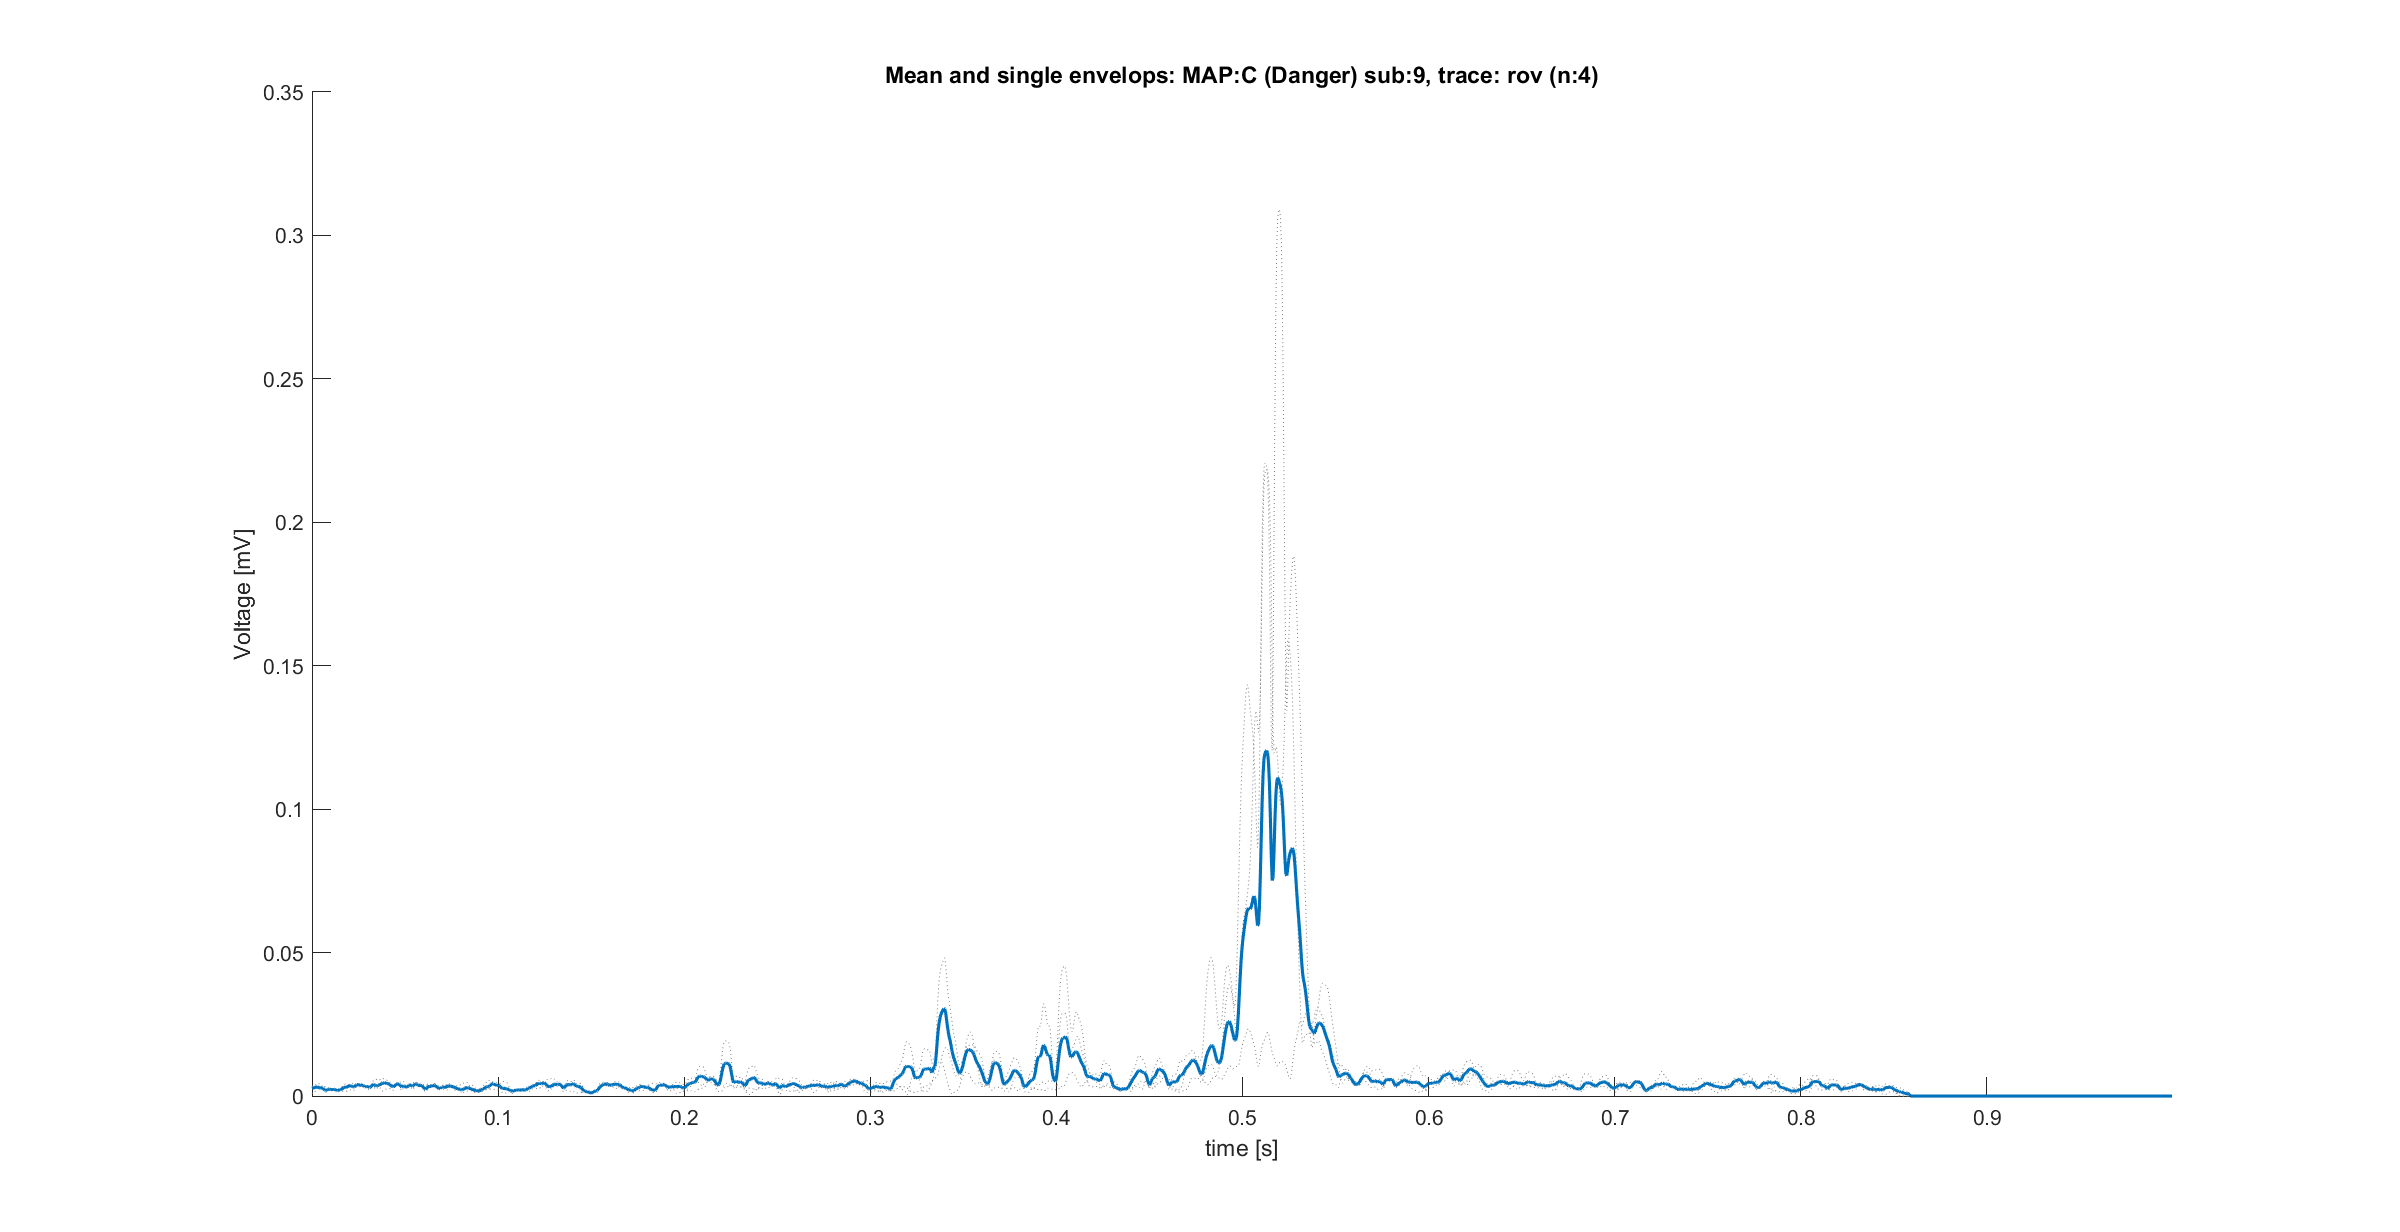 Mean and single envelops: MAP:C (Danger) sub:9, trace: rov (n:4)
0.35
0.3
0.25
0.2
0.15
0.1
0.05
0
Voltage [mV]
0 0.1 0.2 0.3 0.4 0.5 0.6 0.7 0.8 0.9
time [s]